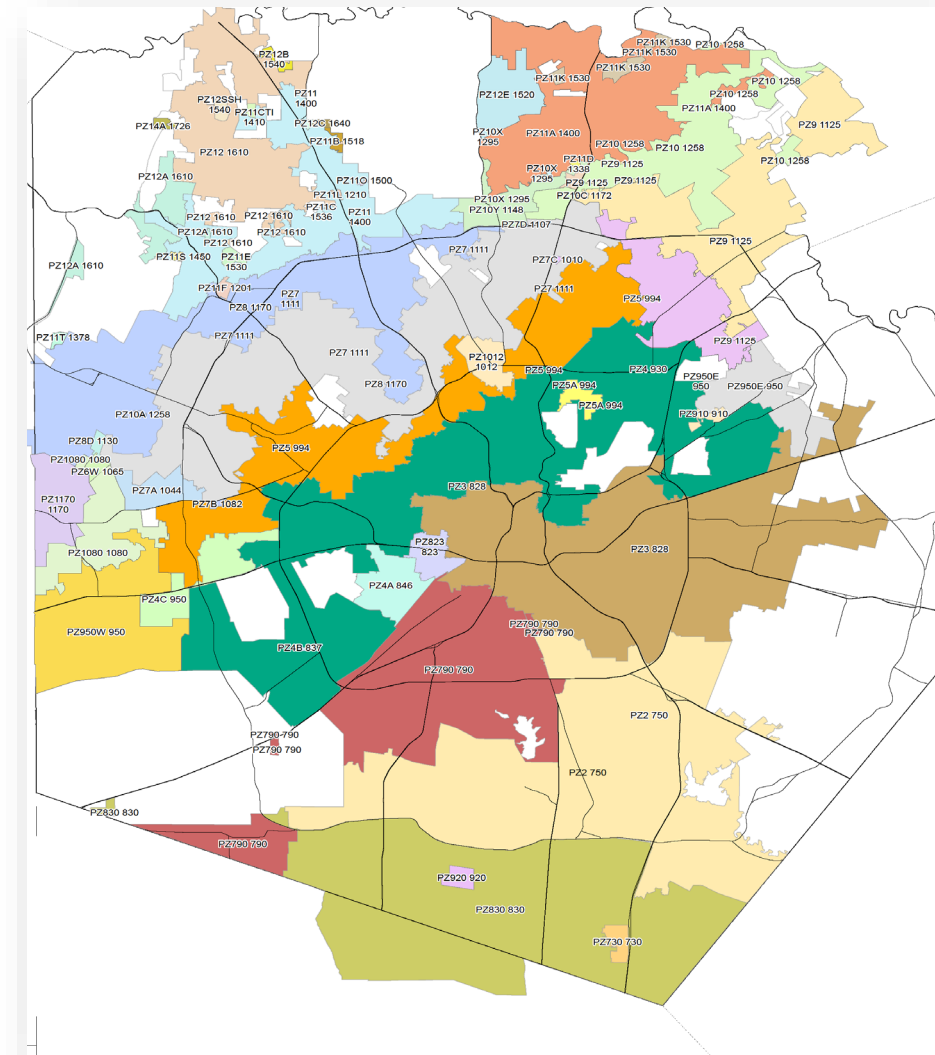 PZ12B
1540
PZ11K 1530
PZ10 1258
PZ11K 1530
PZ11K 1530
PZ11K 1530
PZ10 1258
PZ12SSH
1540
PZ11
1400
PZ12E 1520
PZ10 1258
PZ11CTI
1410
PZ11A 1400
PZ14A 1726
PZ12C 1640
PZ9 1125
PZ11B 1518
PZ10X
1295
PZ11A 1400
PZ12 1610
PZ10 1258
PZ10 1258
PZ10 1258
PZ11D
1338
PZ9 1125
PZ12A 1610
PZ10X
1295
PZ11O 1500
PZ9 1125
PZ9 1125
PZ11L 1210
PZ10X 1295
PZ10C 1172
PZ11C
1536
PZ10Y 1148
PZ11
1400
PZ12 1610
PZ12 1610
PZ7D 1107
PZ12A 1610
PZ12 1610
PZ12 1610
PZ9 1125
PZ7 1111
PZ11S 1450
PZ11E
1530
PZ7C 1010
PZ12A 1610
PZ11F 1201
PZ7 1111
PZ7
1111
PZ5 994
PZ8 1170
PZ11T 1378
PZ7 1111
PZ9 1125
PZ7 1111
PZ1012
1012
PZ5 994
PZ4 930
PZ950E
950
PZ8 1170
PZ5A 994
PZ950E 950
PZ5A 994
PZ10A 1258
PZ910 910
PZ8D 1130
PZ5 994
PZ1080 1080
PZ6W 1065
PZ3 828
PZ7A 1044
PZ1170
1170
PZ7B 1082
PZ823
823
PZ3 828
PZ1080 1080
PZ4A 846
PZ4C 950
PZ790 790
PZ790 790
PZ950W 950
PZ4B 837
PZ790 790
PZ2 750
PZ790 790
PZ790 790
PZ2 750
PZ830 830
PZ790 790
PZ920 920
PZ830 830
PZ730 730